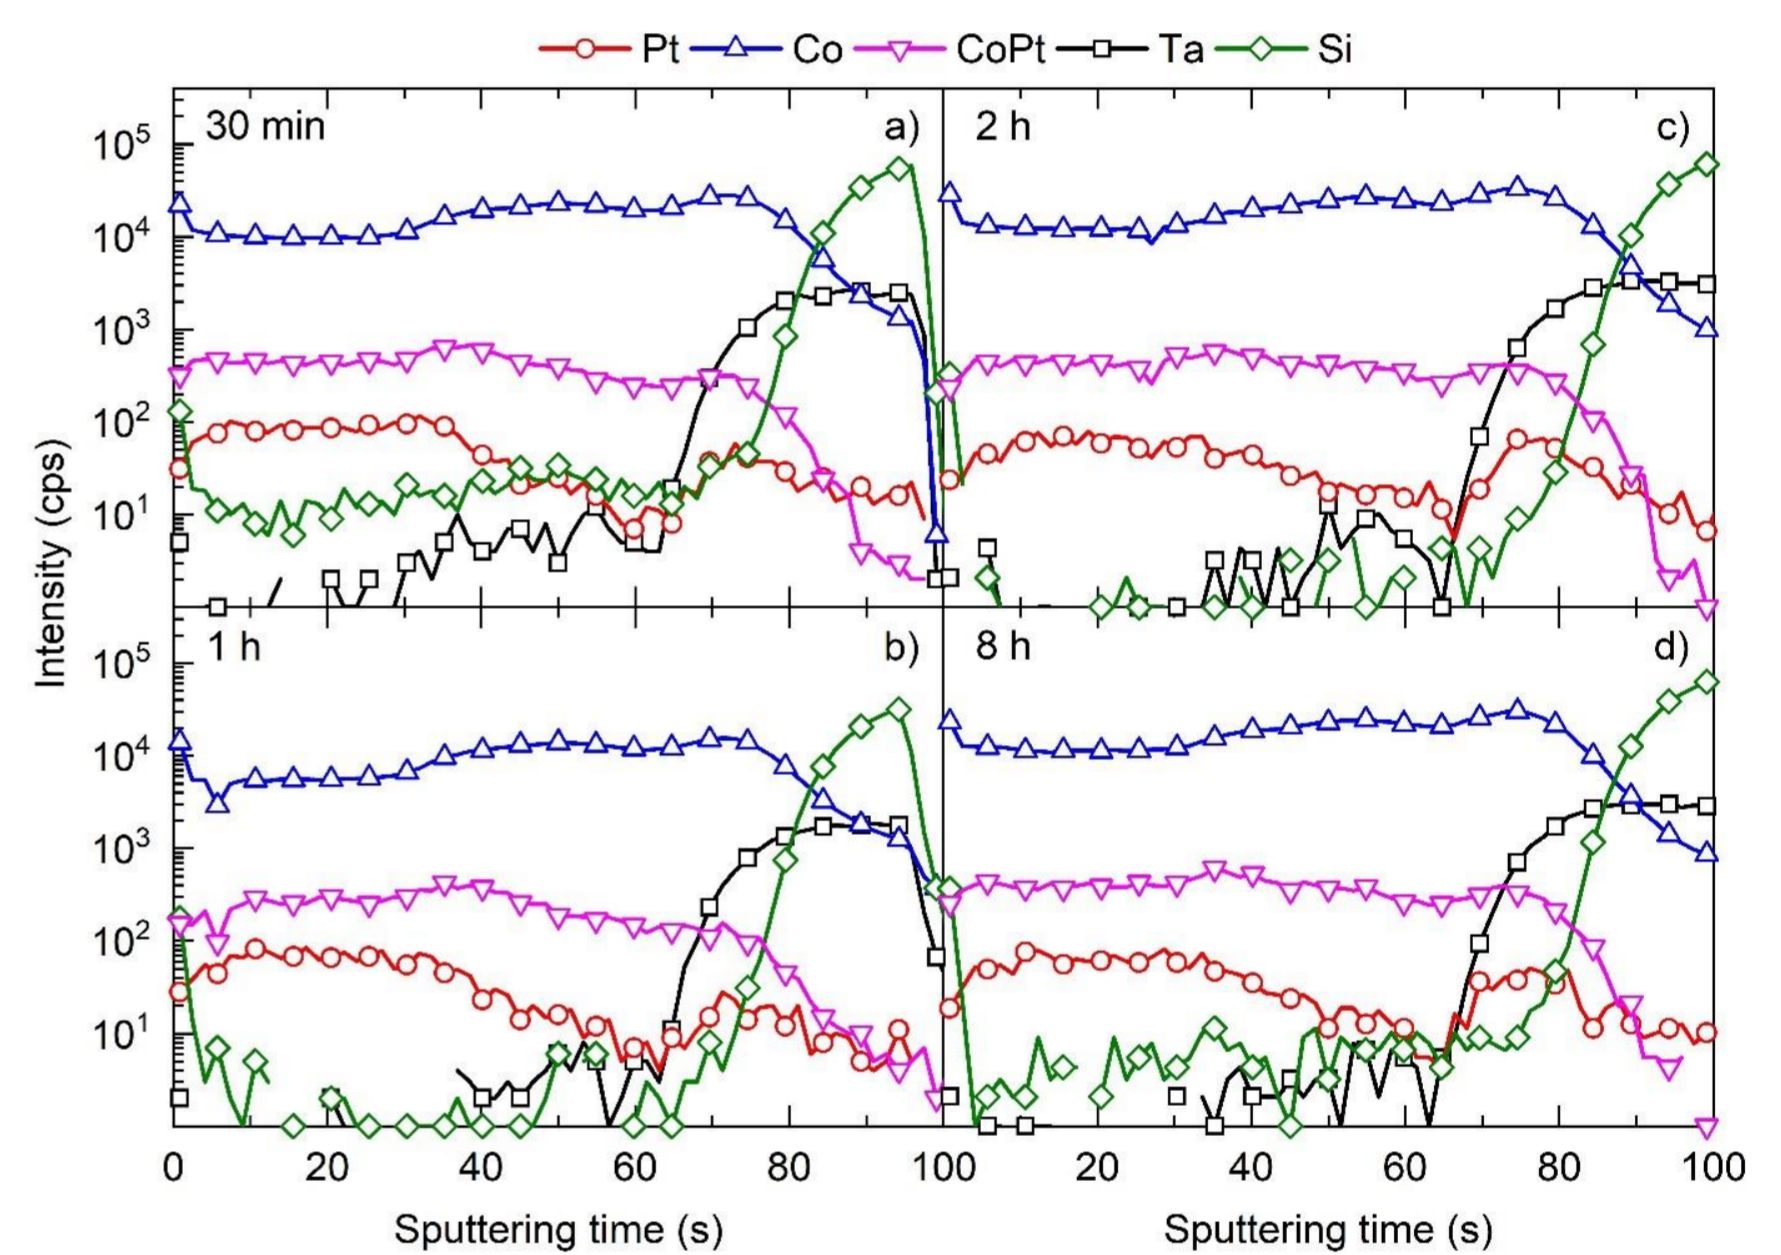 Pt Co CoPt Ta Si
30 min a)
2 h c)
10^5
10^4
10^3
10^2
10^1
1 h b)
8 h d)
10^5
10^4
10^3
10^2
10^1
Intensity (cps)
0 20 40 60 80 100 20 40 60 80 100
Sputtering time (s) Sputtering time (s)